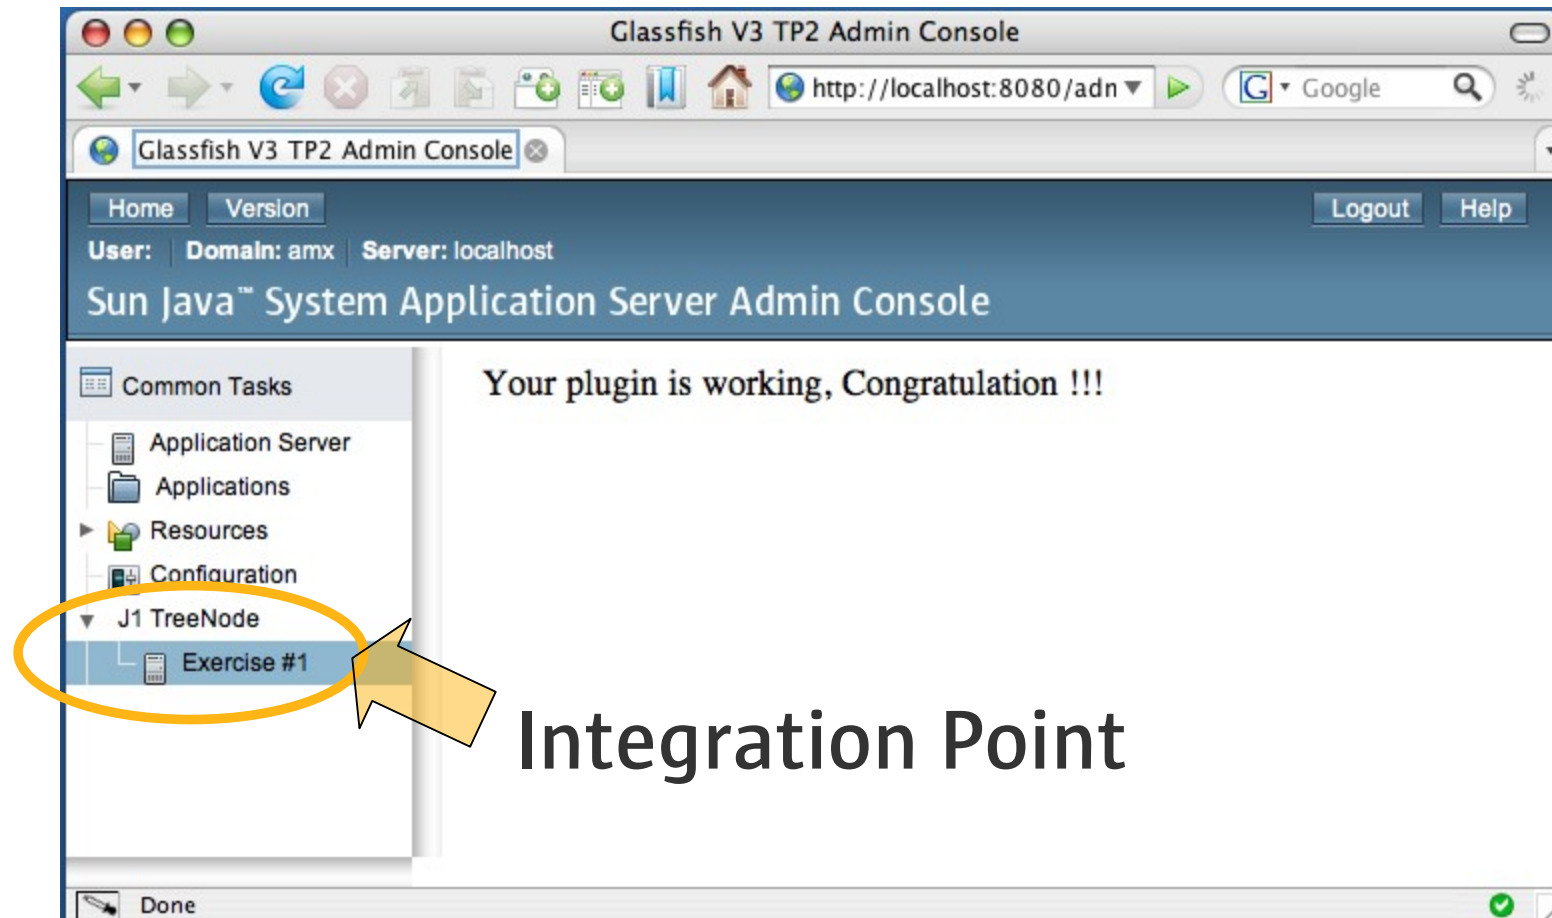 Glassfish V3 TP2 Admin Console
http://localhost:8080/adn
G Google
Glassfish V3 TP2 Admin Console
Home Version Logout Help
User: Domain: amx Server: localhost
Sun Java™ System Application Server Admin Console
Common Tasks
Your plugin is working, Congratulation !!!
Application Server
Applications
Resources
Configuration
J1 TreeNode
Exercise #1
Integration Point
Done